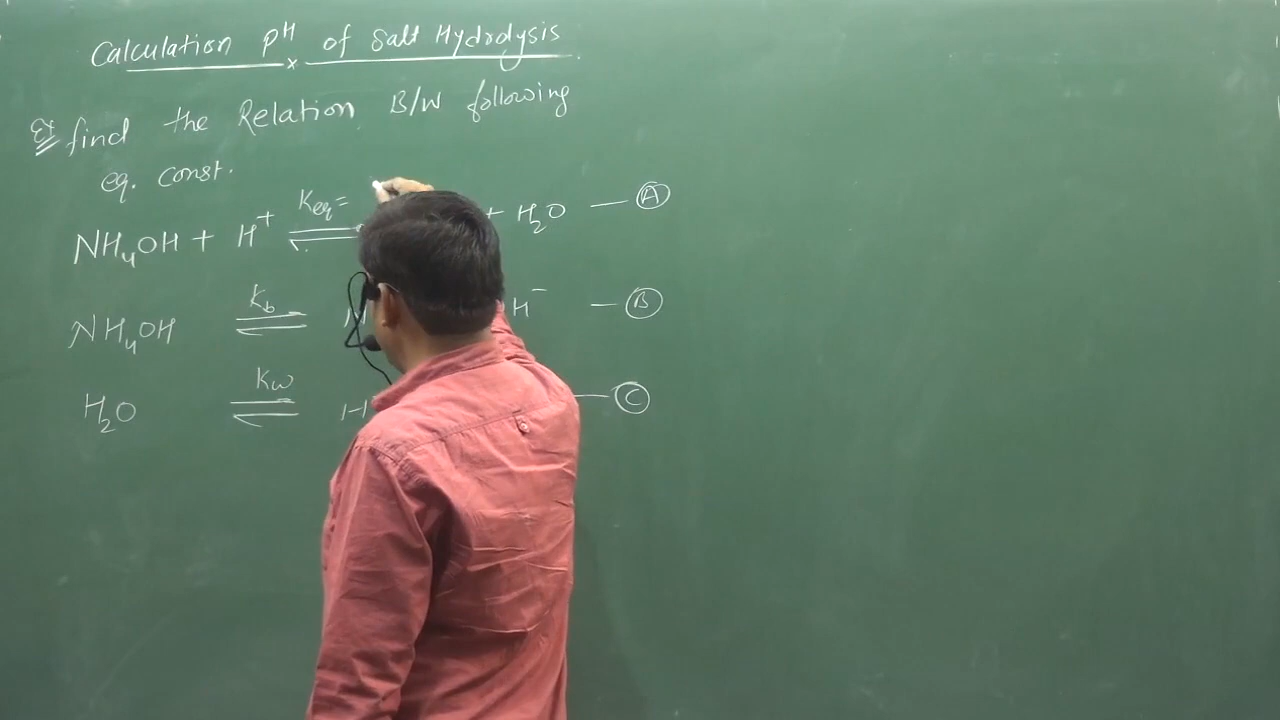 Calculation pH of Salt Hydrolysis
Ex find the Relation B/W following
eq. const.
NH₄OH + H⁺ ⇌ Keq= + H₂O — Ⓐ
NH₄OH ⇌ Kb H⁻ — Ⓑ
H₂O ⇌ Kw H — Ⓒ